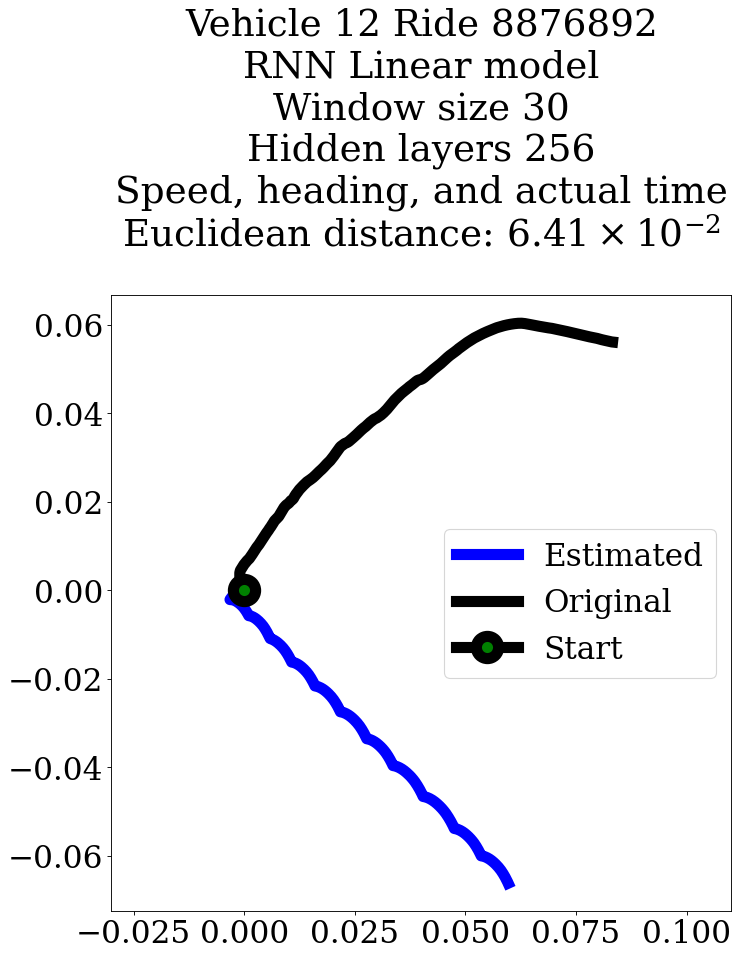 Vehicle 12 Ride 8876892
RNN Linear model
Window size 30
Hidden layers 256
Speed, heading, and actual time
Euclidean distance: 6.41 × 10⁻²
0.06
0.04
0.02
0.00
−0.02
−0.04
−0.06
Estimated
Original
Start
−0.025 0.000 0.025 0.050 0.075 0.100